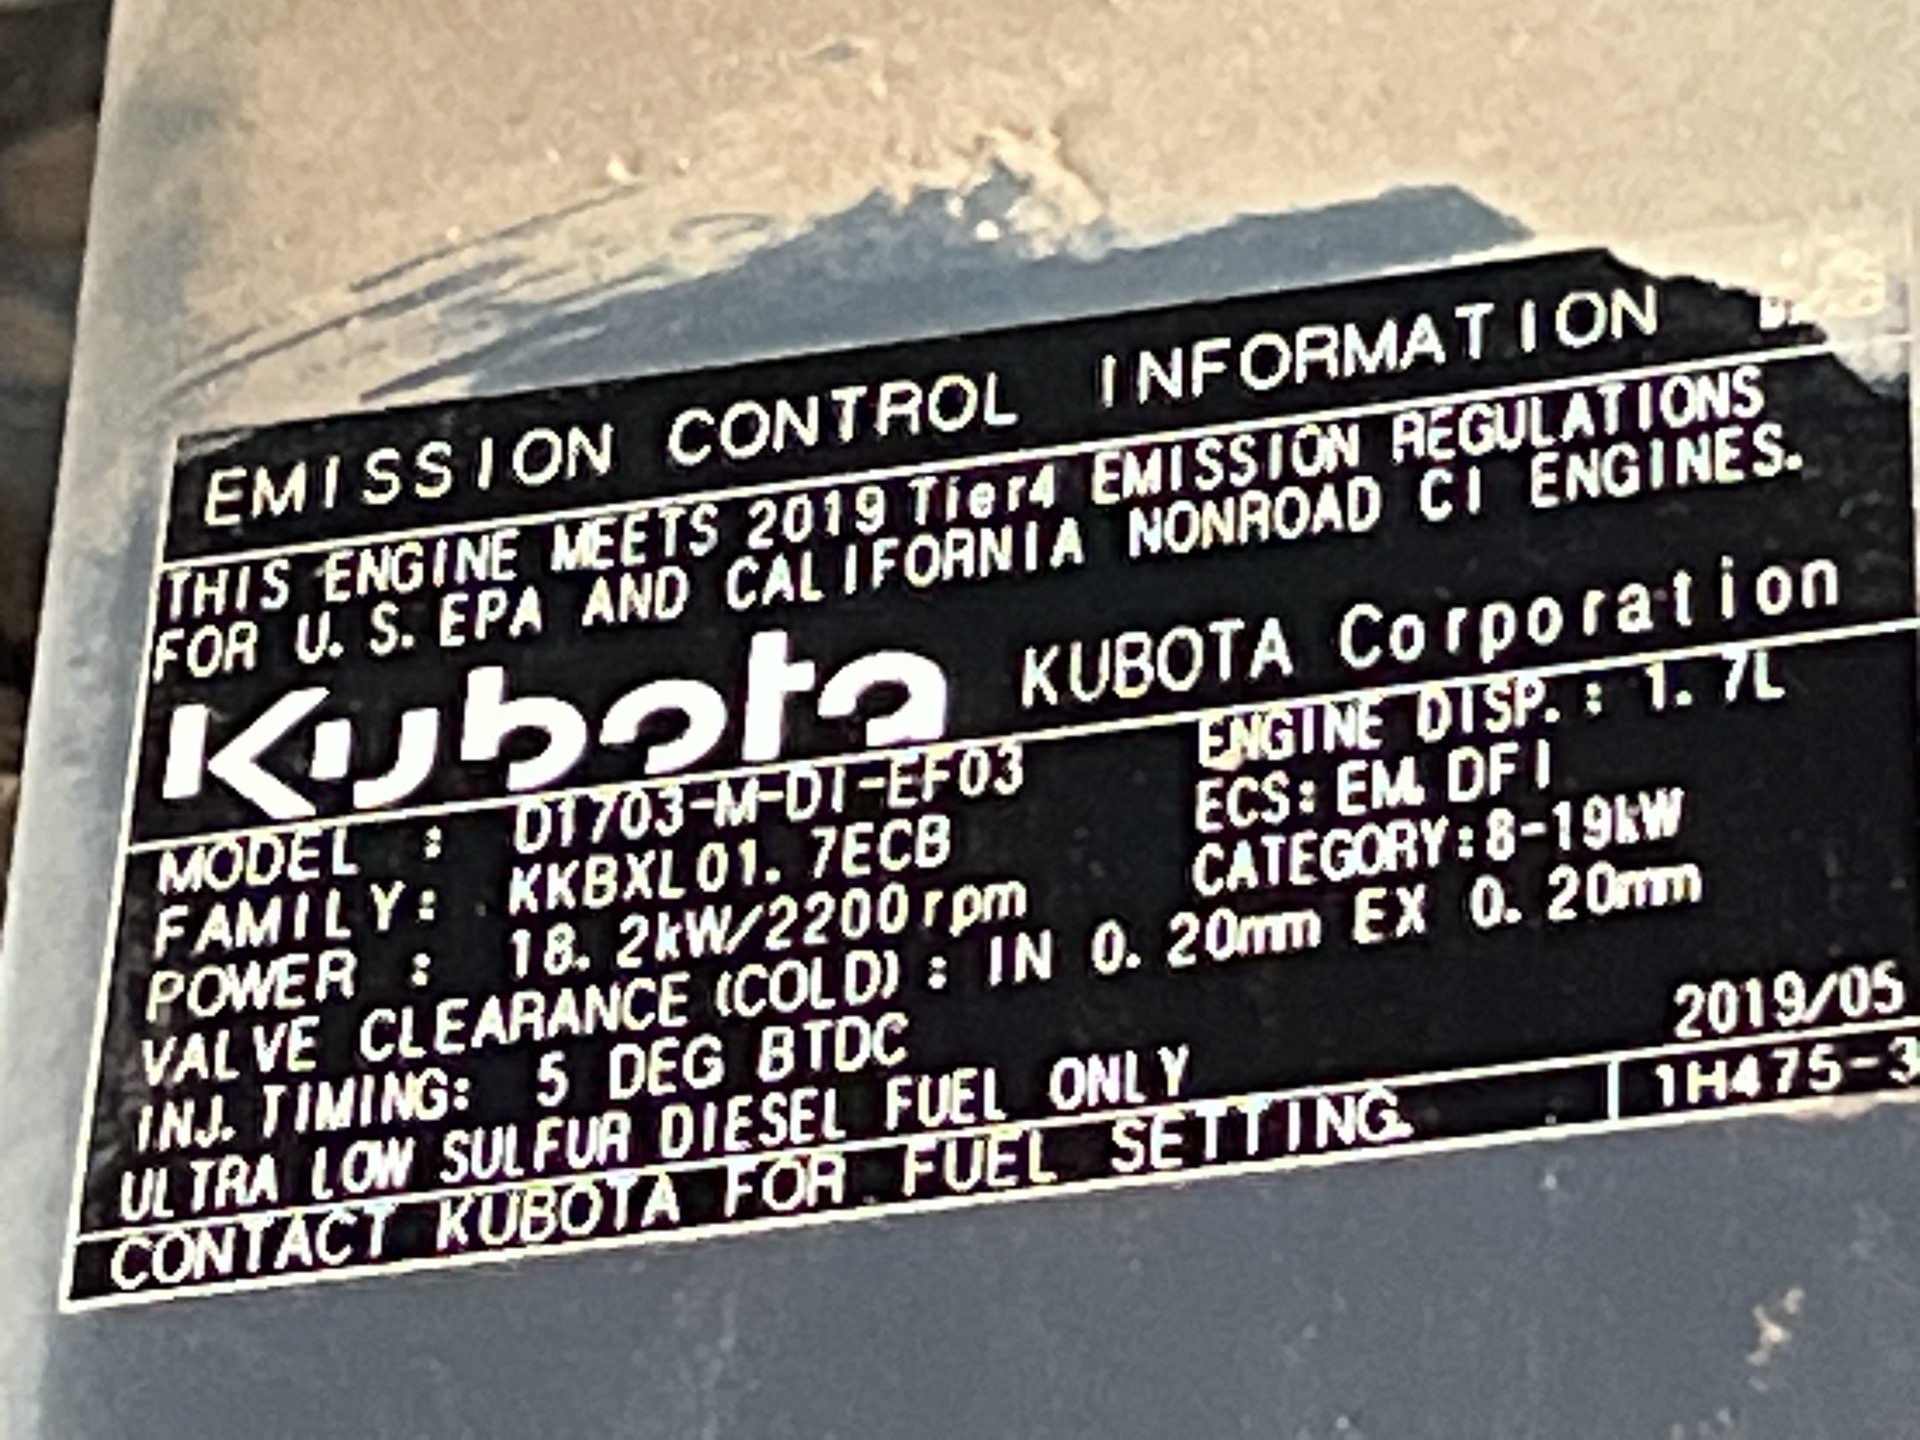 EMISSION CONTROL INFORMATION
THIS ENGINE MEETS 2019 Tier4 EMISSION REGULATIONS
FOR U.S. EPA AND CALIFORNIA NONROAD CI ENGINES.
Kubota KUBOTA Corporation
MODEL : D1703-M-DI-EF03 ENGINE DISP. : 1.7L
FAMILY: KKBXL01.7ECB ECS: EM. DFI
POWER : 18.2kW/2200rpm CATEGORY:8-19kW
VALVE CLEARANCE (COLD) : IN 0.20mm EX 0.20mm
INJ. TIMING: 5 DEG BTDC
2019/05
ULTRA LOW SULFUR DIESEL FUEL ONLY
CONTACT KUBOTA FOR FUEL SETTING. 1H475-3